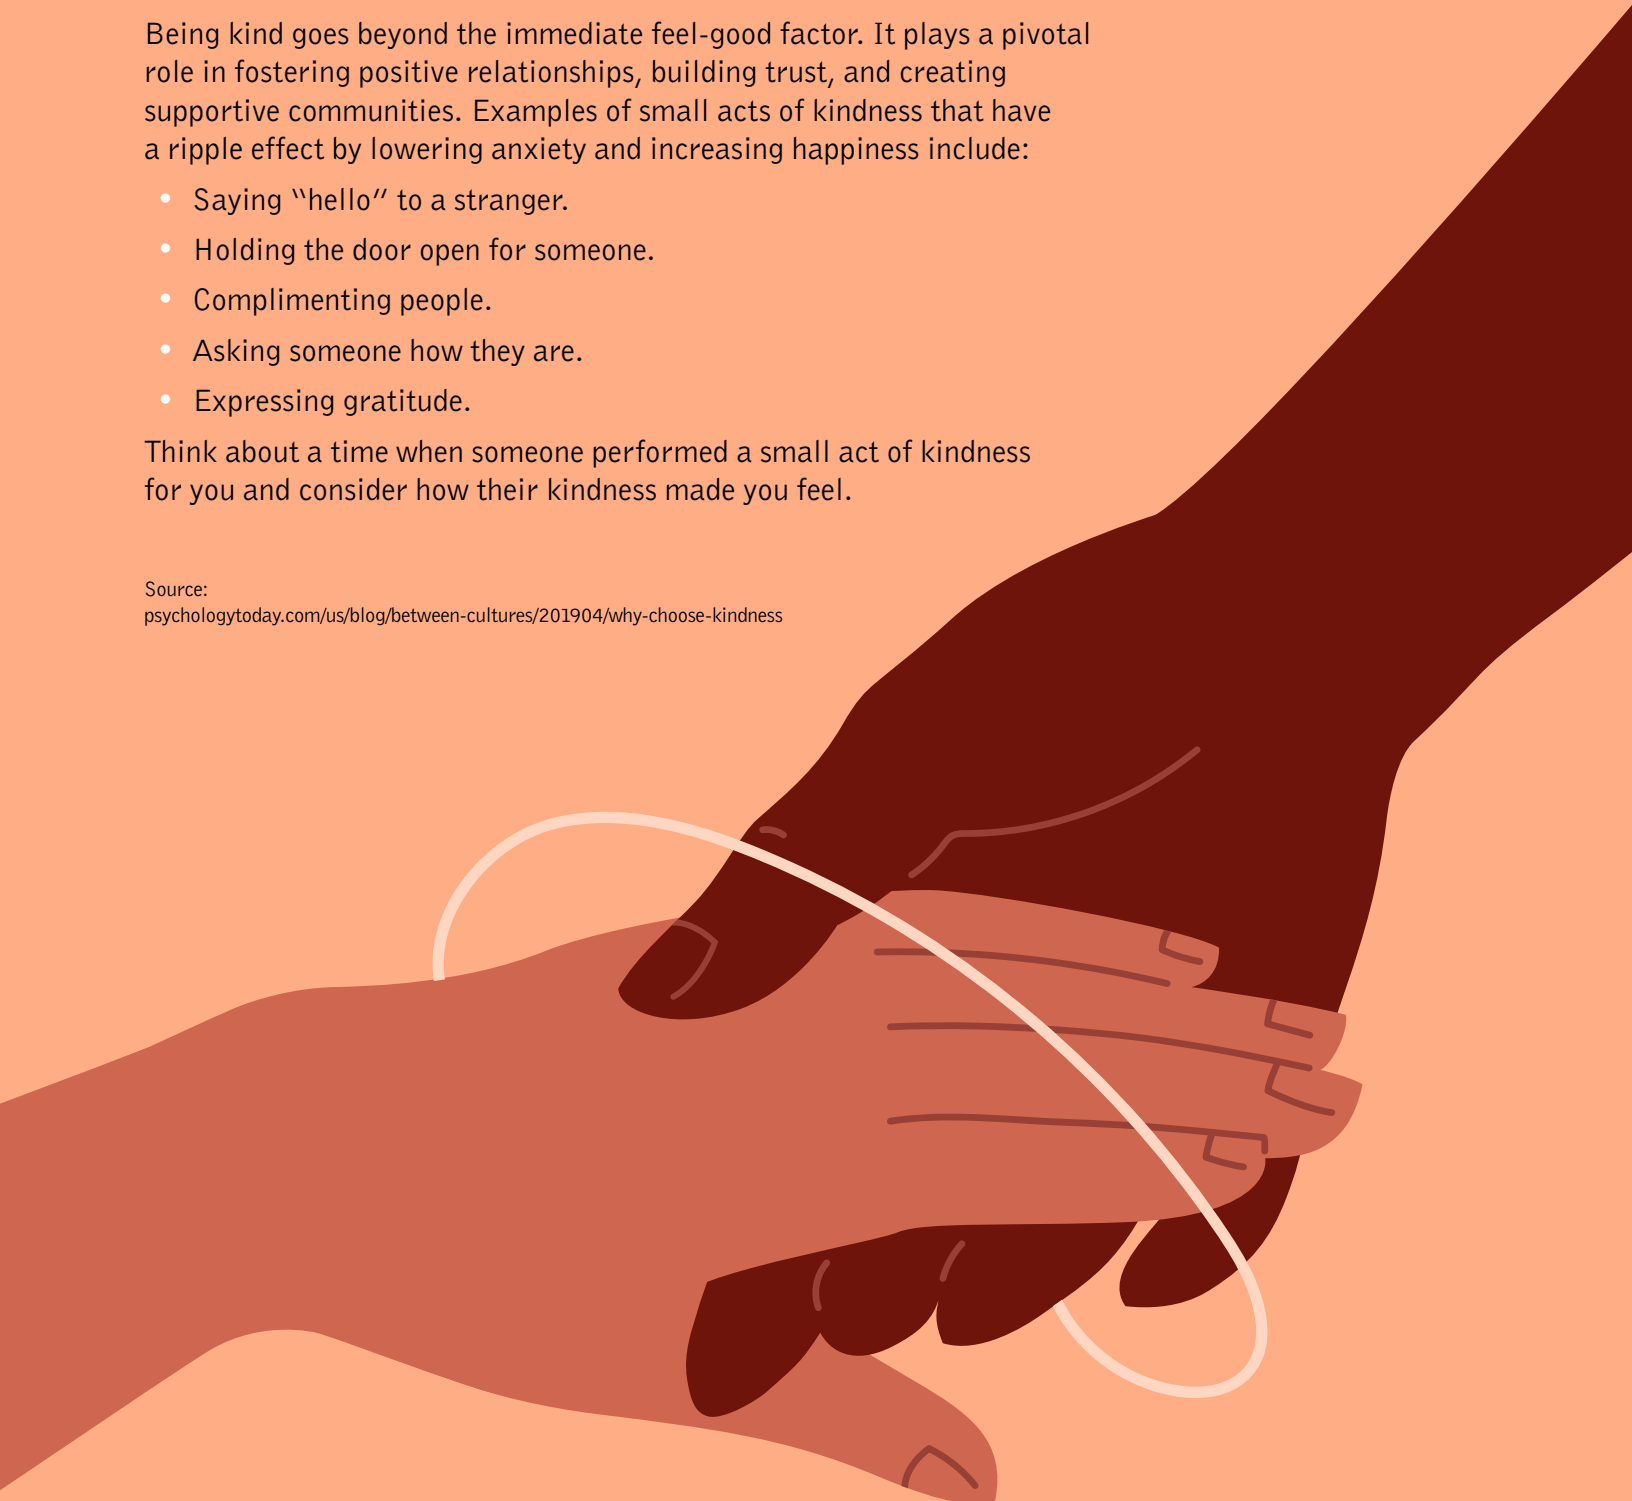 Being kind goes beyond the immediate feel-good factor. It plays a pivotal
role in fostering positive relationships, building trust, and creating
supportive communities. Examples of small acts of kindness that have
a ripple effect by lowering anxiety and increasing happiness include:
• Saying “hello” to a stranger.
• Holding the door open for someone.
• Complimenting people.
• Asking someone how they are.
• Expressing gratitude.
Think about a time when someone performed a small act of kindness
for you and consider how their kindness made you feel.
Source:
psychologytoday.com/us/blog/between-cultures/201904/why-choose-kindness